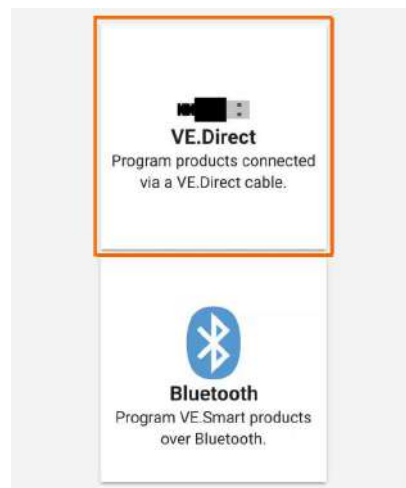 VE.Direct
Program products connected
via a VE.Direct cable.
Bluetooth
Program VE.Smart products
over Bluetooth.